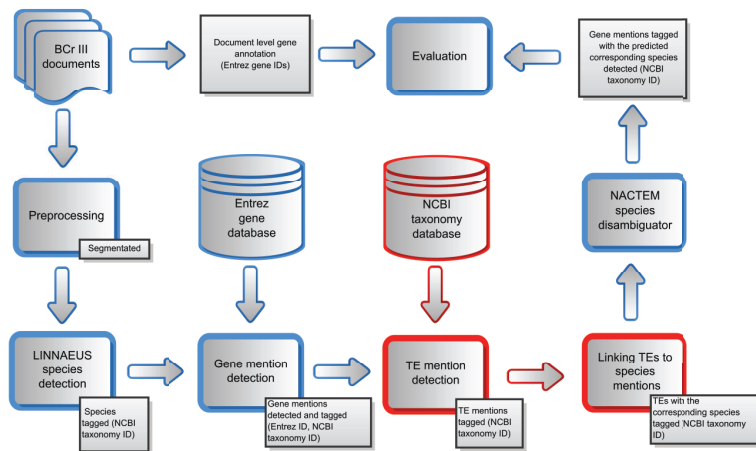 BCr III
documents
Document level gene
annotation
(Entrez gene IDs)
Evaluation
Gene mentions tagged
with the predicted
corresponding species
detected (NCBI
taxonomy ID)
Preprocessing
Segmentated
Entrez
gene
database
NCBI
taxonomy
database
NACTEM
species
disambiguator
LINNAEUS
species
detection
Species
tagged (NCBI
taxonomy ID)
Gene mention
detection
Gene mentions
detected and tagged
(Entrez ID, NCBI
taxonomy ID)
TE mention
detection
TE mentions
tagged (NCBI
taxonomy ID)
Linking TEs to
species
mentions
TEs with the
corresponding species
tagged NCBI taxonomy
ID)